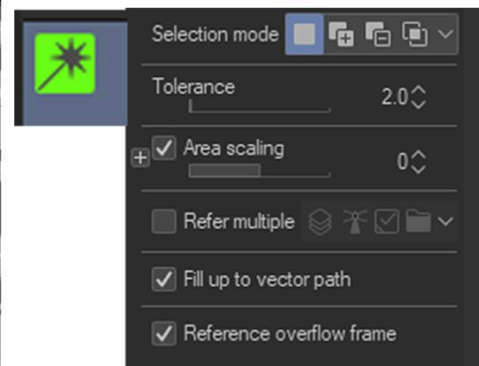 Selection mode
Tolerance
2.0
Area scaling
0
Refer multiple
Fill up to vector path
Reference overflow frame